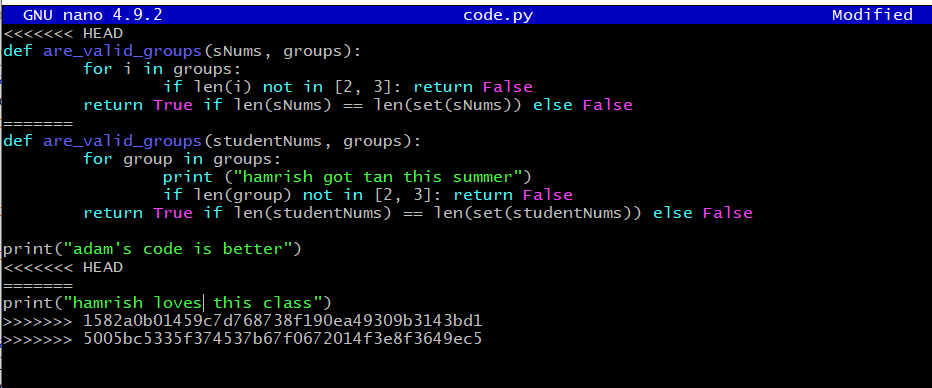 GNU nano 4.9.2 code.py Modified
<<<<<<< HEAD
def are_valid_groups(sNums, groups):
        for i in groups:
                if len(i) not in [2, 3]: return False
        return True if len(sNums) == len(set(sNums)) else False
=======
def are_valid_groups(studentNums, groups):
        for group in groups:
                print ("hamrish got tan this summer")
                if len(group) not in [2, 3]: return False
        return True if len(studentNums) == len(set(studentNums)) else False

print("adam's code is better")
<<<<<<< HEAD
=======
print("hamrish loves this class")
>>>>>>> 1582a0b01459c7d768738f190ea49309b3143bd1
>>>>>>> 5005bc5335f374537b67f0672014f3e8f3649ec5